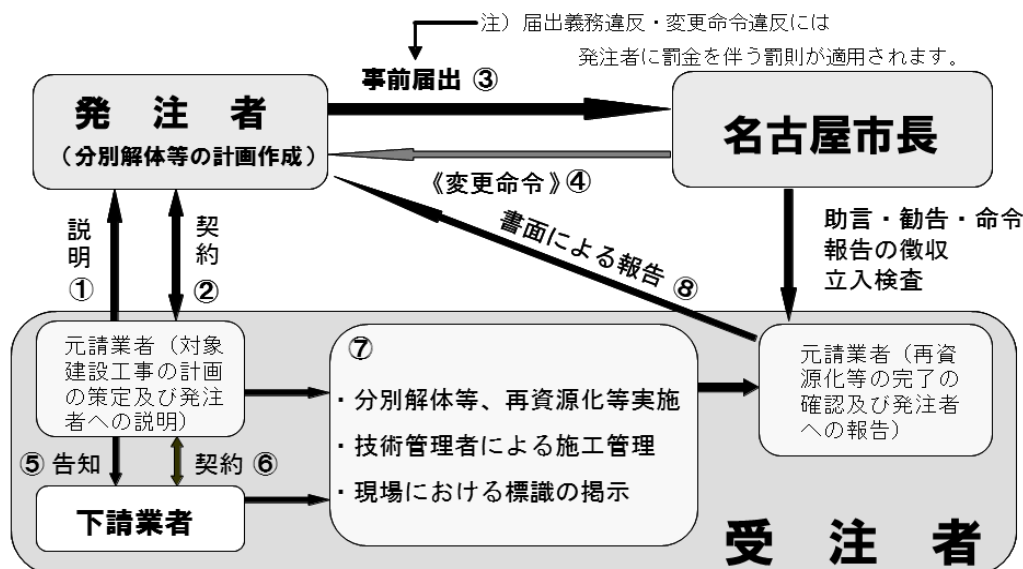 注）届出義務違反・変更命令違反には
発注者に罰金を伴う罰則が適用されます。
事前届出 ③
発 注 者
（分別解体等の計画作成）
名古屋市長
《変更命令》④
説明①
契約②
書面による報告 ⑧
助言・勧告・命令
報告の徴収
立入検査
元請業者（対象
建設工事の計画
の策定及び発注
者への説明）
⑦
・分別解体等、再資源化等実施
・技術管理者による施工管理
・現場における標識の掲示
元請業者（再資
源化等の完了の
確認及び発注者
への報告）
⑤告知
契約 ⑥
下請業者
受 注 者